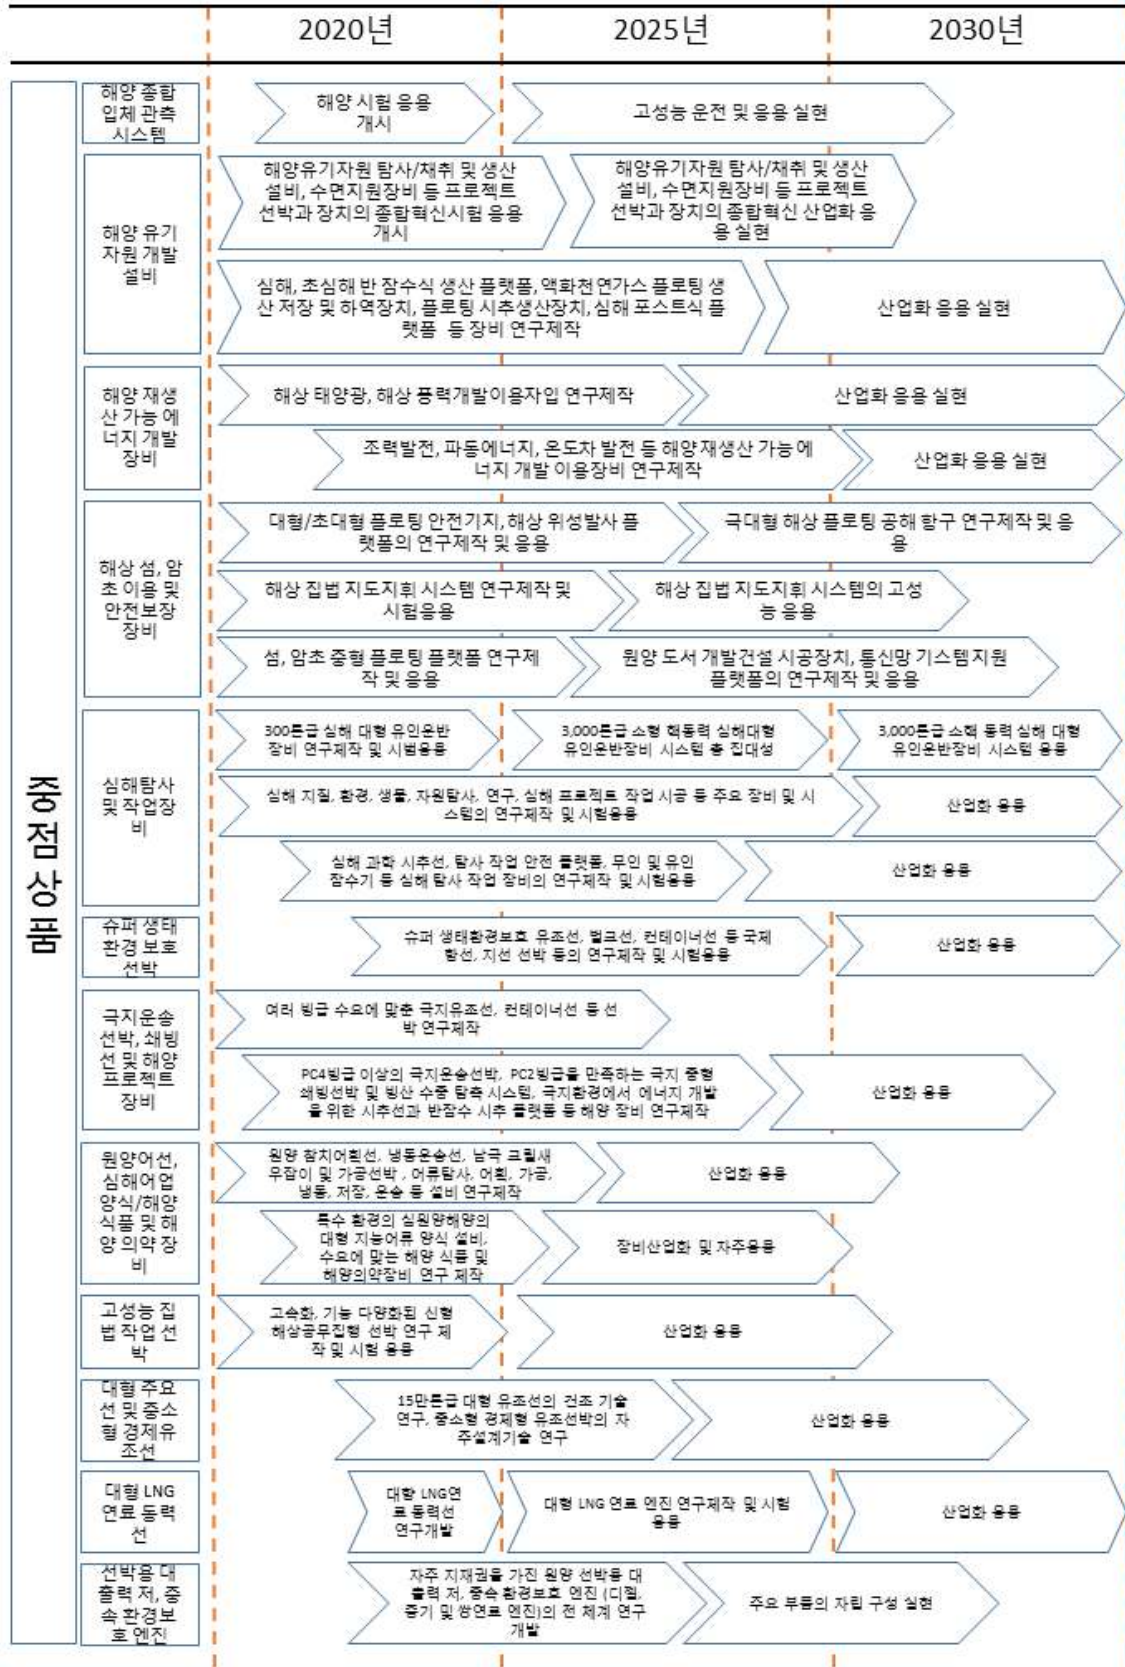 2020년 2025년 2030년
중점상품
해양 종합
입체 관측
시스템
해양 시험 응용
개시
고성능 운전 및 응용 실현
해양 유기
자원 개발
설비
해양유기자원 탐사/채취 및 생산
설비, 수면지원장비 등 프로젝트
선박과 장치의 종합혁신시험 응용
개시
해양유기자원 탐사/채취 및 생산
설비, 수면지원장비 등 프로젝트
선박과 장치의 종합혁신 산업화 응
용 실현
심해, 초심해 반 잠수식 생산 플랫폼, 액화천연가스 플로팅 생
산 저장 및 하역장치, 플로팅 시추생산장치, 심해 포스트식 플
랫폼 등 장비 연구제작
산업화 응용 실현
해양 재생
산 가능 에
너지 개발
장비
해상 태양광, 해상 풍력개발이용자입 연구제작
산업화 응용 실현
조력발전, 파동에너지, 온도차 발전 등 해양 재생산 가능 에
너지 개발 이용장비 연구제작
산업화 응용 실현
해상 섬, 암
초 이용 및
안전보장
장비
대형/초대형 플로팅 안전기지, 해상 위성발사 플
랫폼의 연구제작 및 응용
극대형 해상 플로팅 공해 항구 연구제작 및 응
용
해상 집법 지도지휘 시스템 연구제작 및
시험응용
해상 집법 지도지휘 시스템의 고성
능 응용
섬, 암초 중형 플로팅 플랫폼 연구제
작 및 응용
원양 도서 개발건설 시공장치, 통신망 기스템 지원
플랫폼의 연구제작 및 응용
심해탐사
및 작업장
비
300톤급 심해 대형 유인운반
장비 연구제작 및 시범응용
3,000톤급 소형 핵동력 심해대형
유인운반장비 시스템 총 집대성
3,000톤급 소핵 동력 심해 대형
유인운반장비 시스템 응용
심해 지질, 환경, 생물, 자원탐사, 연구, 심해 프로젝트 작업 시공 등 주요 장비 및 시
스템의 연구제작 및 시험응용
산업화 응용
심해 과학 시추선, 탐사 작업 안전 플랫폼, 무인 및 유인
잠수기 등 심해 탐사 작업 장비의 연구제작 및 시험응용
산업화 응용
슈퍼 생태
환경 보호
선박
슈퍼 생태환경보호 유조선, 벌크선, 컨테이너선 등 국제
항선, 지선 선박 등의 연구제작 및 시험응용
산업화 응용
극지운송
선박, 쇄빙
선 및 해양
프로젝트
장비
여러 빙급 수요에 맞춘 극지유조선, 컨테이너선 등 선
박 연구제작
PC4빙급 이상의 극지운송선박, PC2빙급을 만족하는 극지 중형
쇄빙선박 및 빙산 수중 탐측 시스템, 극지환경에서 에너지 개발
을 위한 시추선과 반잠수 시추 플랫폼 등 해양 장비 연구제작
산업화 응용
원양어선,
심해어업
양식/해양
식품 및 해
양 의약 장
비
원양 참치어획선, 냉동운송선, 남극 크릴새
우잡이 및 가공선박, 어류탐사, 어획, 가공,
냉동, 저장, 운송 등 설비 연구제작
산업화 응용
특수 환경의 심원양해양의
대형 지능어류 양식 설비,
수요에 맞는 해양 식품 및
해양의약장비 연구 제작
장비산업화 및 자주응용
고성능 집
법 작업 선
박
고속화, 기능 다양화된 신형
해상공무집행 선박 연구 제
작 및 시험 응용
산업화 응용
대형 주요
선 및 중소
형 경제유
조선
15만톤급 대형 유조선의 건조 기술
연구, 중소형 경제형 유조선박의 자
주설계기술 연구
산업화 응용
대형 LNG
연료 동력
선
대향 LNG연
료 동력선
연구개발
대형 LNG 연료 엔진 연구제작 및 시험
응용
산업화 응용
선박용 대
출력 저, 중
속 환경보
호 엔진
자주 지재권을 가진 원양 선박용 대
출력 저, 중속 환경보호 엔진 (디젤,
증기 및 쌍연료 엔진)의 전 체계 연구
개발
주요 부품의 자립 구성 실현